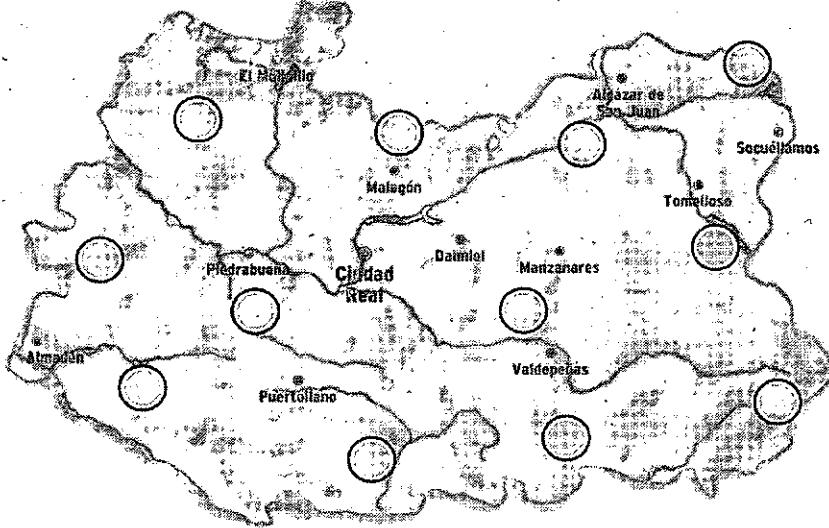 El Molinillo
Alcázar de
San Juan
Socuéllamos
Malagón
Tomelloso
Piedrabuena
Ciudad
Real
Daimiel
Manzanares
Almadén
Valdepeñas
Puertollano